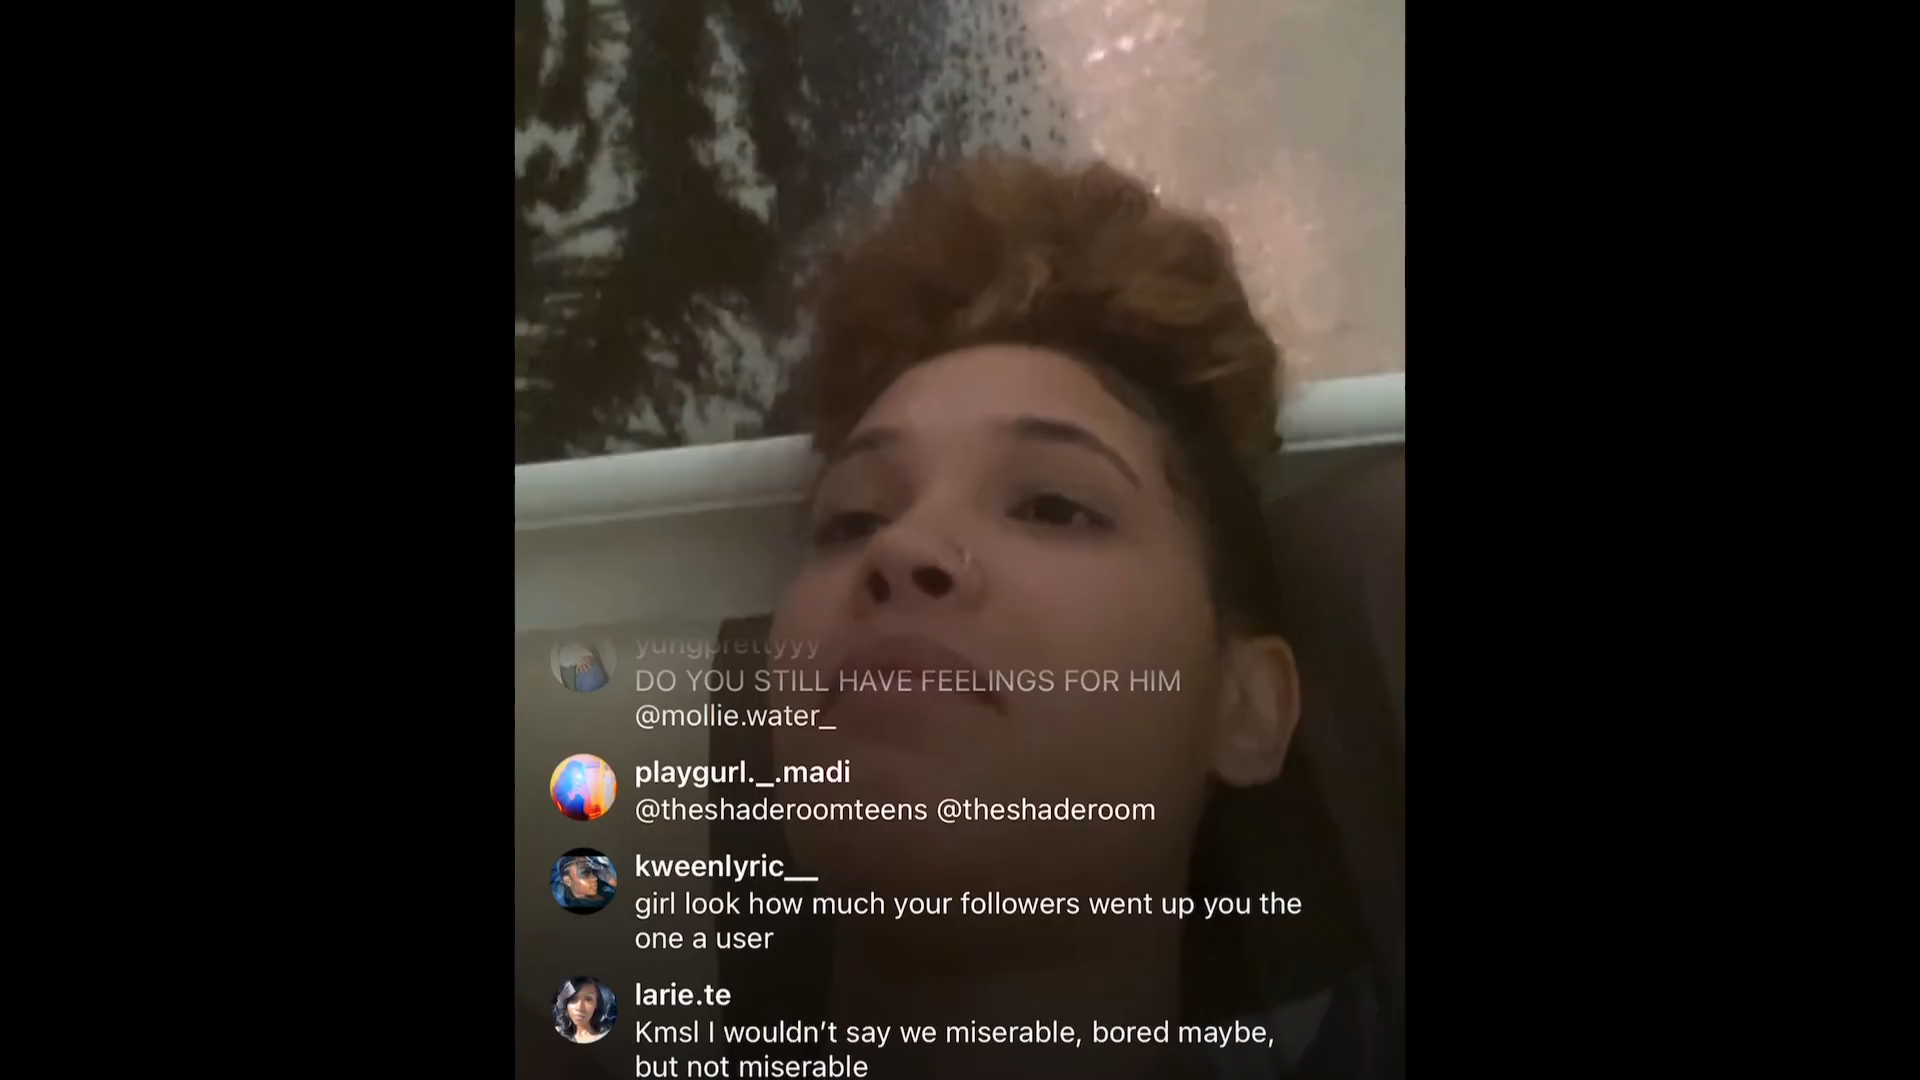 yungprettyyy
DO YOU STILL HAVE FEELINGS FOR HIM
@mollie.water_
playgurl._.madi
@theshaderoomteens @theshaderoom
kweenlyric__
girl look how much your followers went up you the
one a user
larie.te
Kmsl I wouldn’t say we miserable, bored maybe,
but not miserable